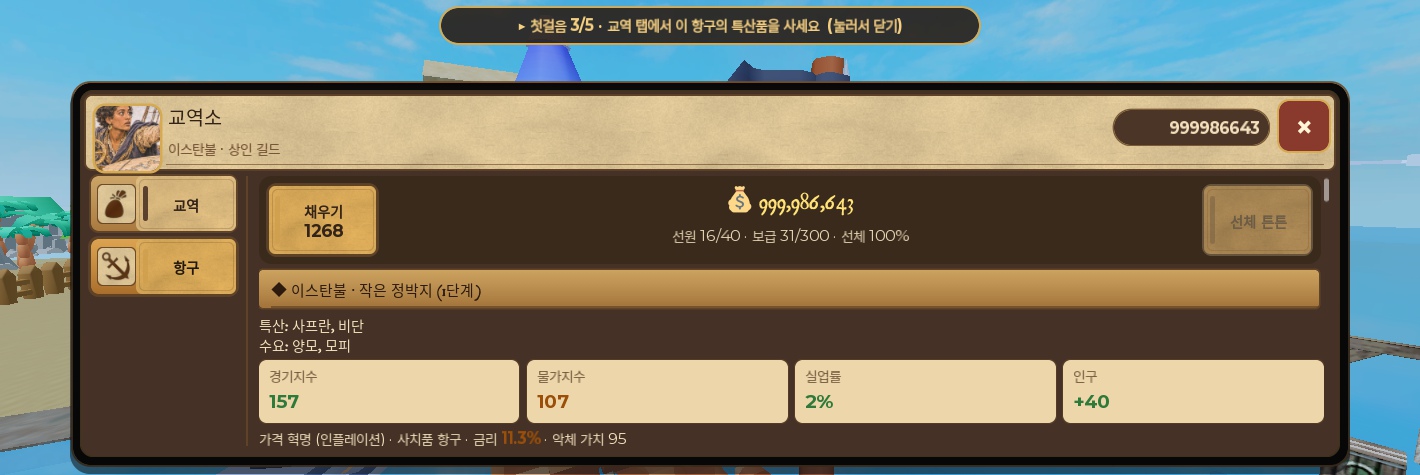 ▸ 첫걸음 3/5 · 교역 탭에서 이 항구의 특산품을 사세요 (눌러서 닫기)
교역소
이스탄불 · 상인 길드
999986643
×
교역
항구
채우기
1268
$ 999,986,643
선원 16/40 · 보급 31/300 · 선체 100%
선체 튼튼
◆ 이스탄불 · 작은 정박지 (1단계)
특산: 사프란, 비단
수요: 양모, 모피
경기지수
157
물가지수
107
실업률
2%
인구
+40
가격 혁명 (인플레이션) · 사치품 항구 · 금리 11.3% · 악체 가치 95